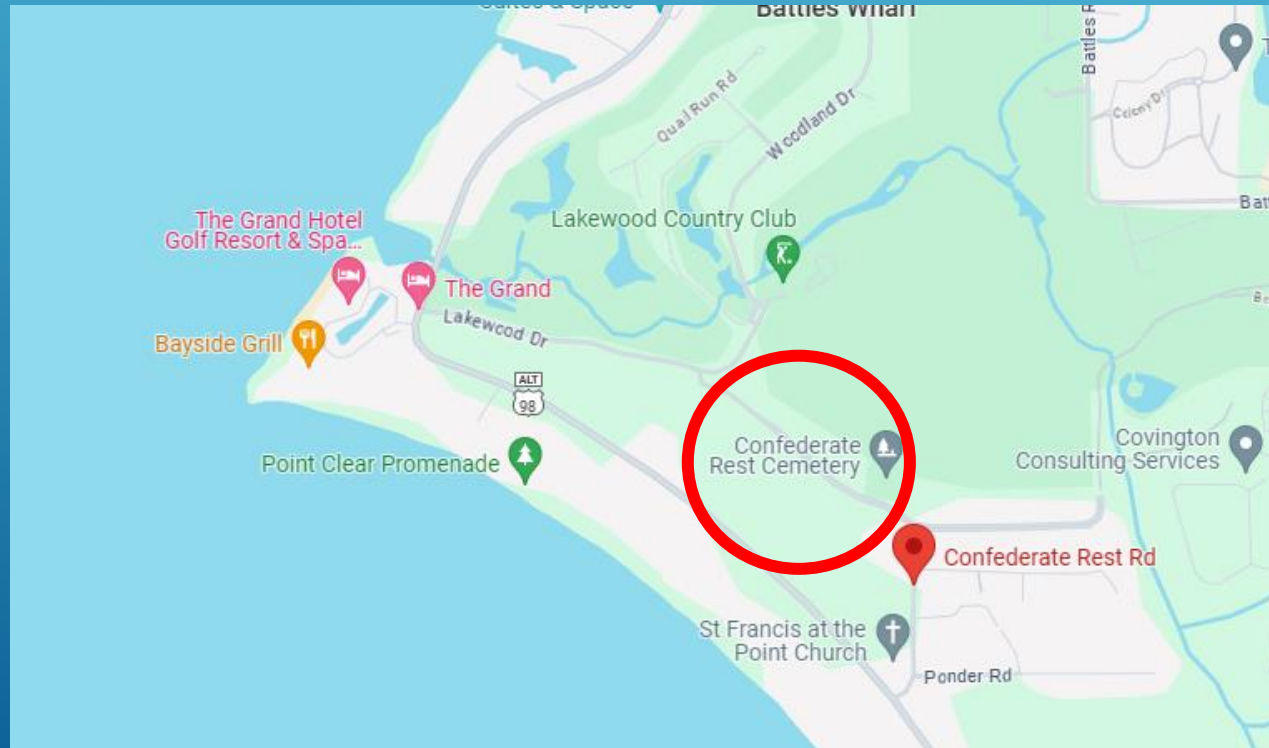 Battles Wharf
Quail Run Rd
Woodland Dr
Colony Dr
The Grand Hotel
Golf Resort & Spa...
Lakewood Country Club
The Grand
Lakewood Dr
Bayside Grill
ALT
98
Point Clear Promenade
Confederate
Rest Cemetery
Covington
Consulting Services
Confederate Rest Rd
St Francis at the
Point Church
Ponder Rd